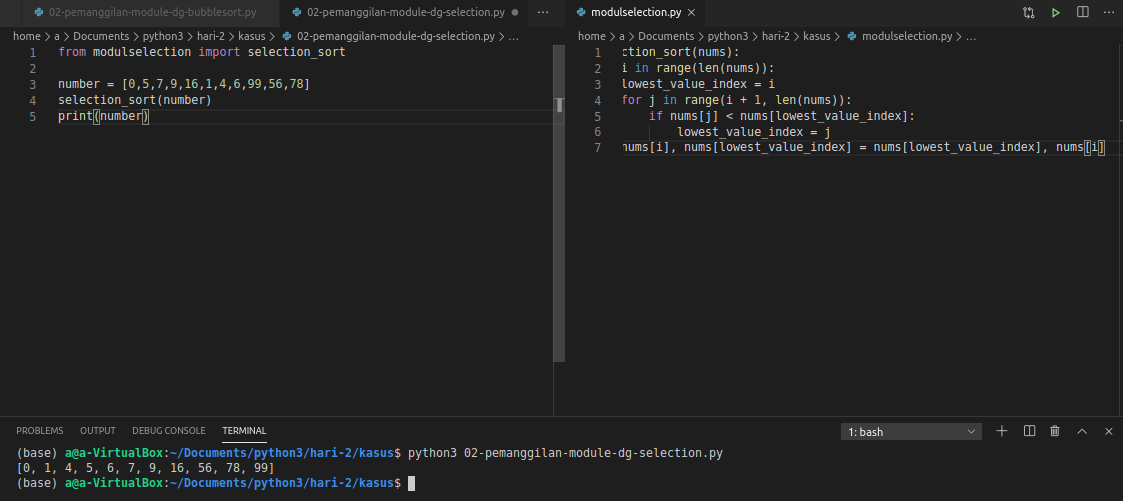 02-pemanggilan-module-dg-bubblesort.py
02-pemanggilan-module-dg-selection.py ● ...
home > a > Documents > python3 > hari-2 > kasus > 02-pemanggilan-module-dg-selection.py > ...
1 from modulselection import selection_sort
2
3 number = [0,5,7,9,16,1,4,6,99,56,78]
4 selection_sort(number)
5 print(number)
modulselection.py × ...
home > a > Documents > python3 > hari-2 > kasus > modulselection.py > ...
1 ction_sort(nums):
2 i in range(len(nums)):
3 lowest_value_index = i
4 for j in range(i + 1, len(nums)):
5 if nums[j] < nums[lowest_value_index]:
6 lowest_value_index = j
7 nums[i], nums[lowest_value_index] = nums[lowest_value_index], nums[i]
PROBLEMS OUTPUT DEBUG CONSOLE TERMINAL 1: bash
(base) a@a-VirtualBox:~/Documents/python3/hari-2/kasus$ python3 02-pemanggilan-module-dg-selection.py
[0, 1, 4, 5, 6, 7, 9, 16, 56, 78, 99]
(base) a@a-VirtualBox:~/Documents/python3/hari-2/kasus$